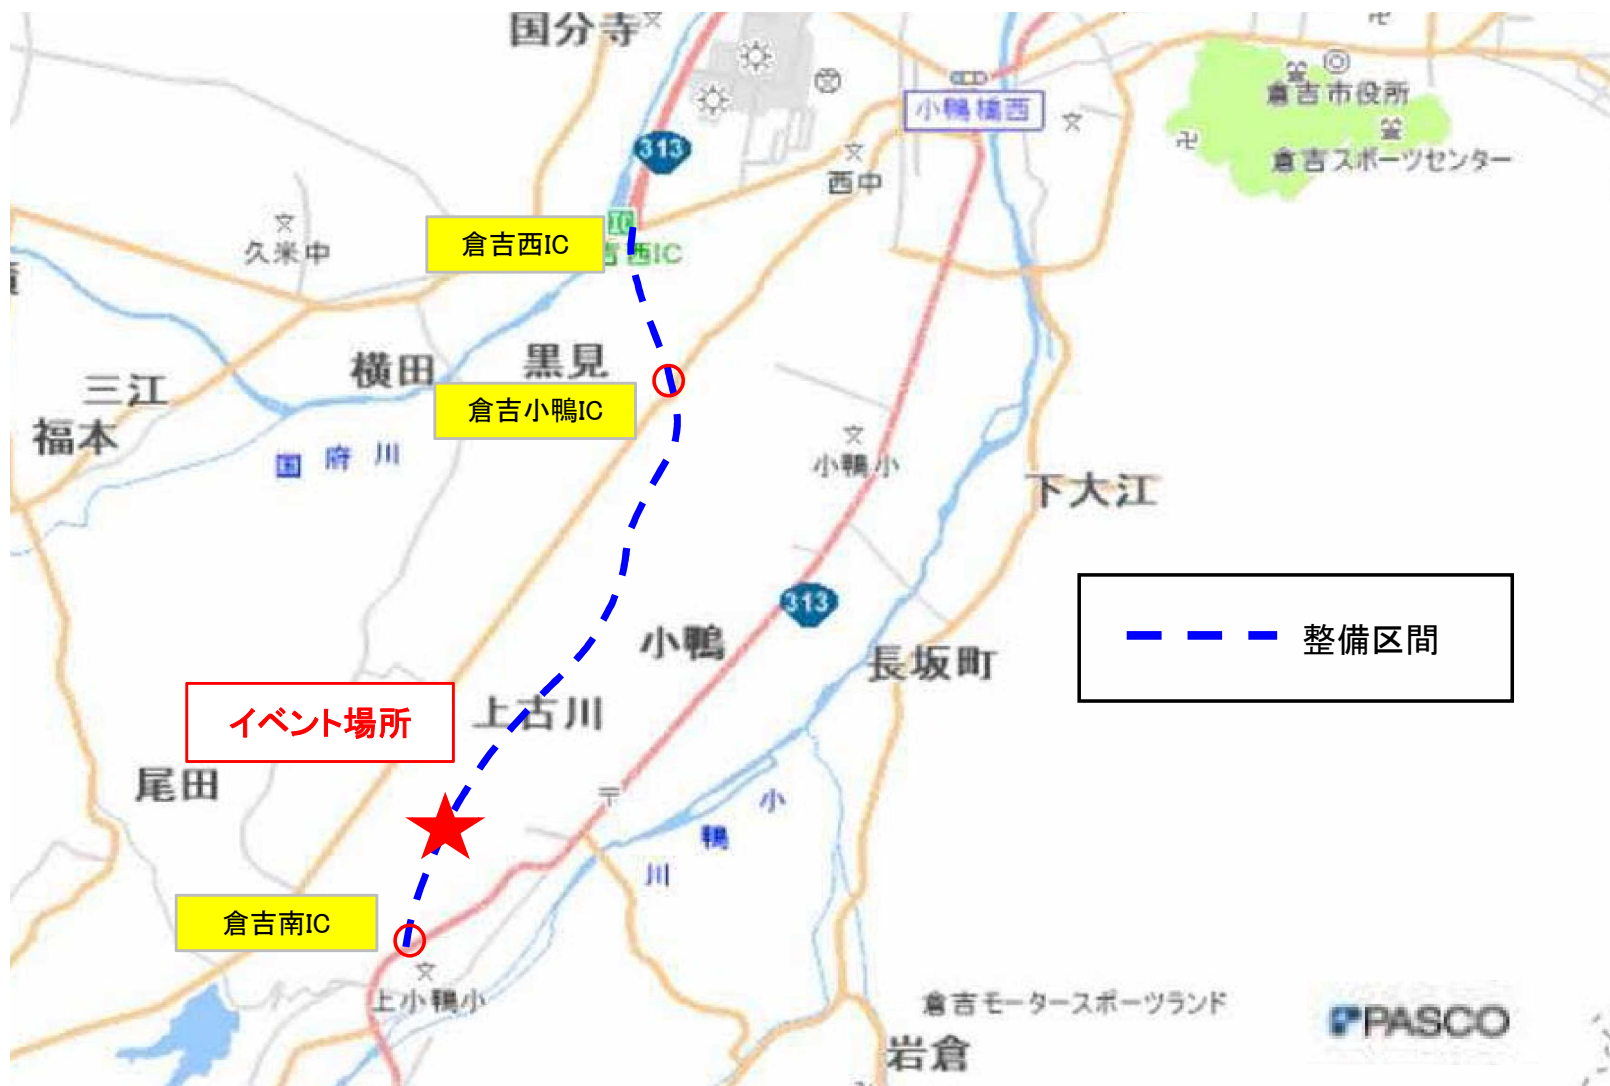 国分寺
小鴨橋西
倉吉市役所
倉吉スポーツセンター
313
西中
久米中
倉吉西IC
IC
吉西IC
横田
黒見
三江
福本
倉吉小鴨IC
国府川
小鴨小
下大江
313
小鴨
長坂町
整備区間
イベント場所
上古川
尾田
小鴨川
倉吉南IC
上小鴨小
倉吉モータースポーツランド
岩倉
PASCO